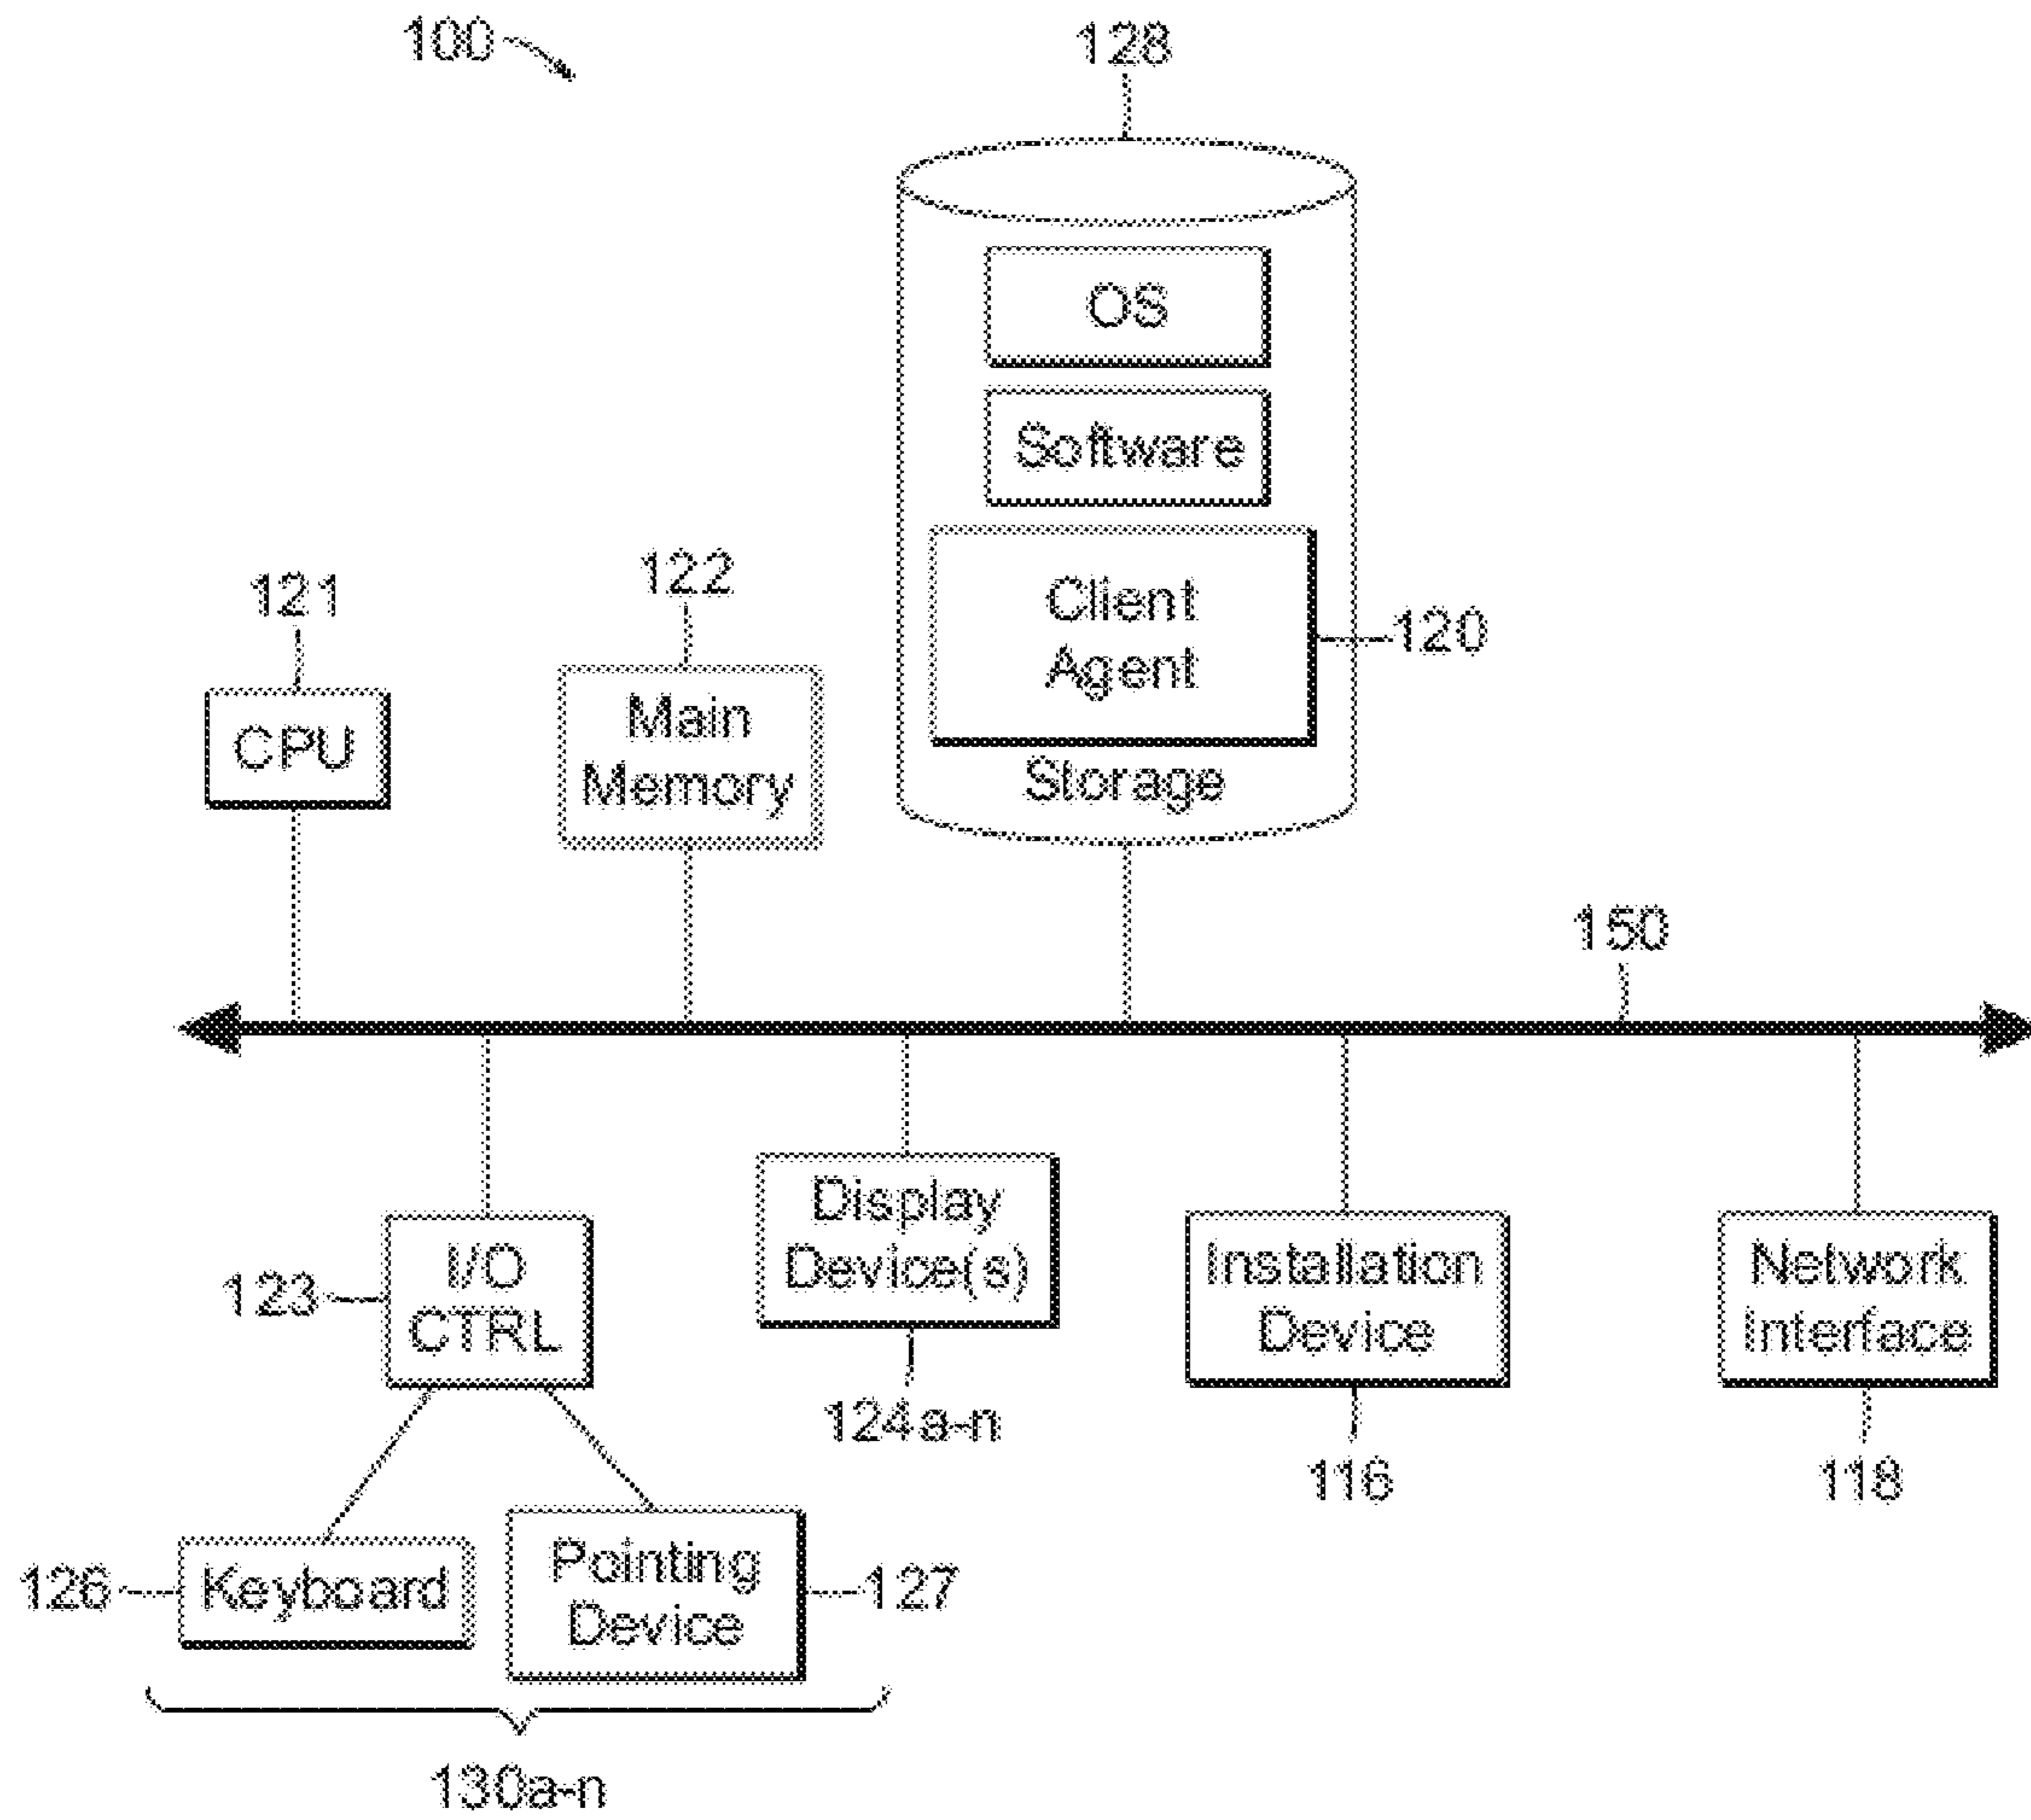 100
128
OS
Software
Client
Agent
120
Storage
121
CPU
122
Main
Memory
150
I/O
CTRL
123
Display
Device(s)
124a-n
Installation
Device
116
Network
Interface
118
126
Keyboard
Pointing
Device
127
130a-n